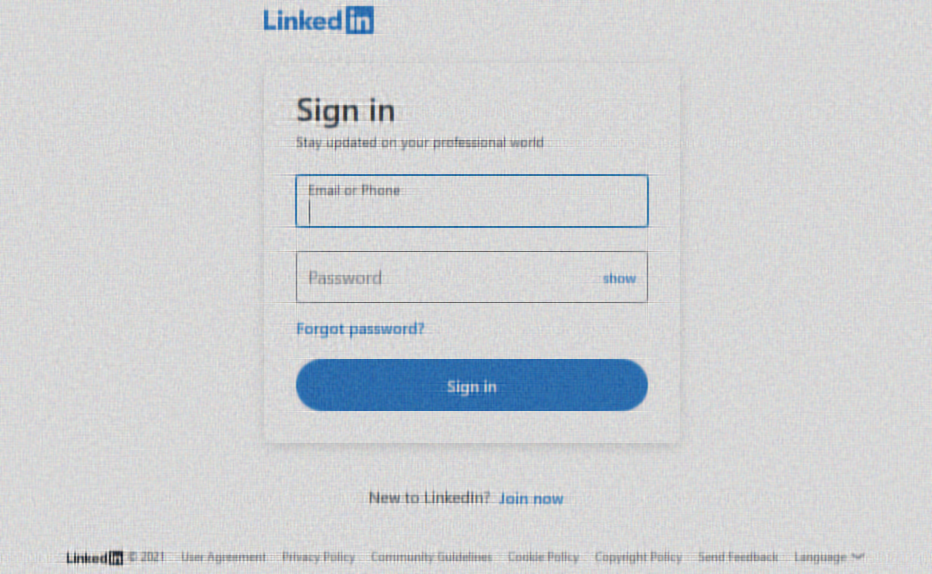 LinkedIn
Sign in
Stay updated on your professional world
Email or Phone
Password show
Forgot password?
Sign in
New to LinkedIn? Join now
LinkedIn © 2021 User Agreement Privacy Policy Community Guidelines Cookie Policy Copyright Policy Send Feedback Language